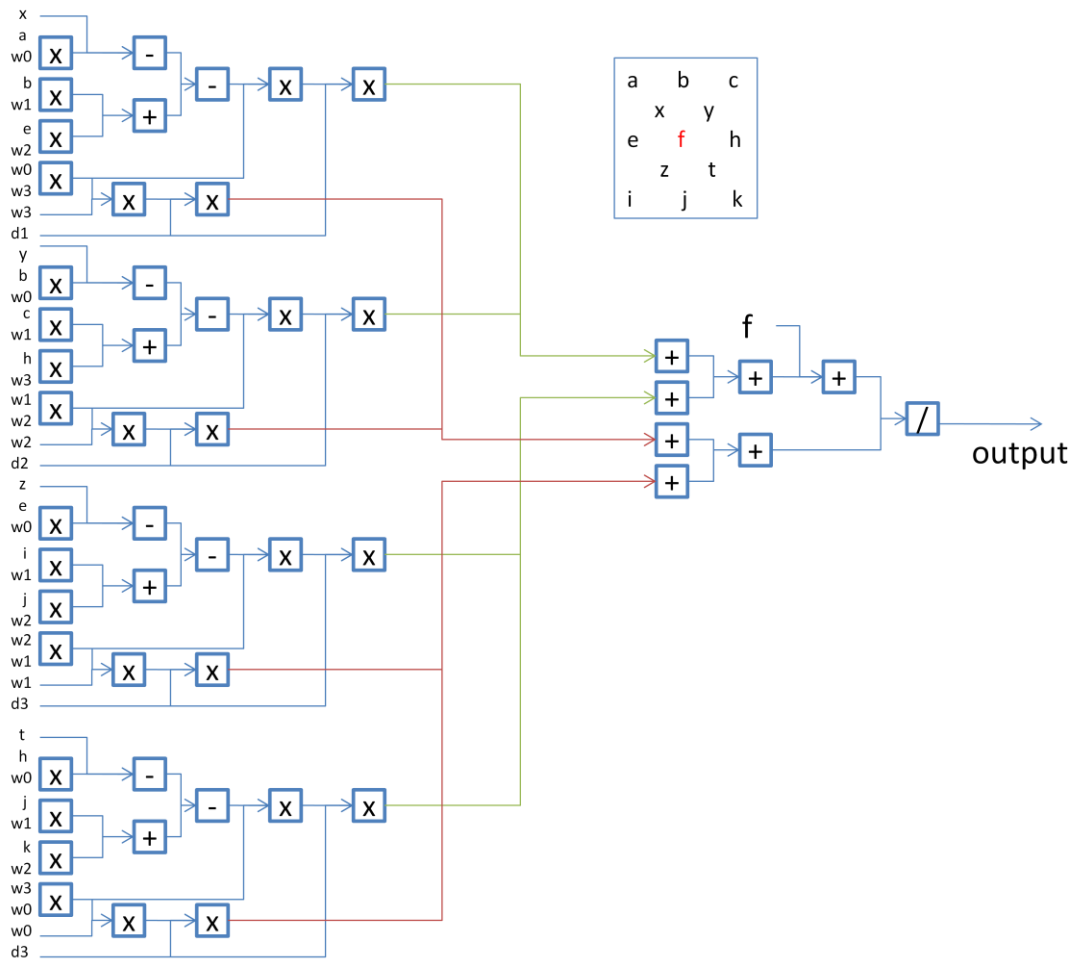 x
a
w0 X -
b
w1 X - X X
e +
w2 X
w0
w3 X
w3 X X
d1
y
b
w0 X -
c
w1 X - X X
h +
w3 X
w1
w2 X
w2 X X
d2
z
e
w0 X -
i
w1 X - X X
j +
w2 X
w2
w1 X
w1 X X
d3
t
h
w0 X -
j
w1 X - X X
k +
w2 X
w3
w0 X
w0 X X
d3
a b c
x y
e f h
z t
i j k
f
+
+ + +
+ /
+ +
output